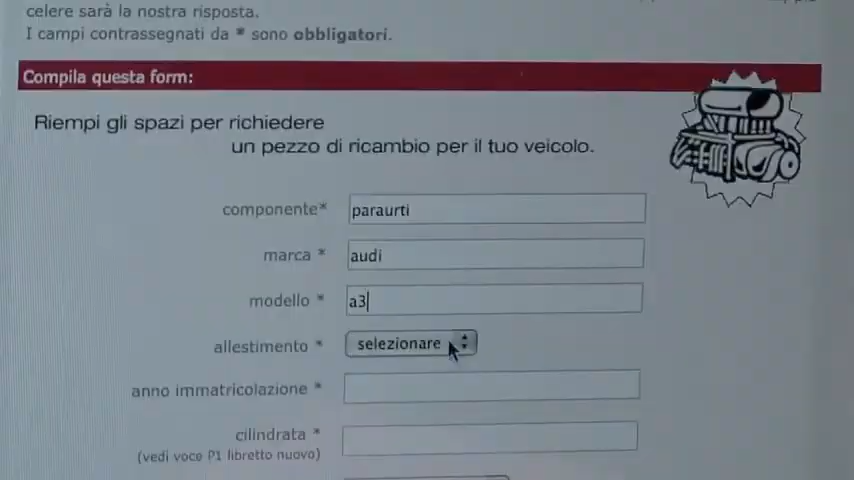 celere sarà la nostra risposta.
I campi contrassegnati da * sono obbligatori.
Compila questa form:
Riempi gli spazi per richiedere
un pezzo di ricambio per il tuo veicolo.
componente* paraurti
marca * audi
modello * a3
allestimento * selezionare
anno immatricolazione *
cilindrata *
(vedi voce P1 libretto nuovo)